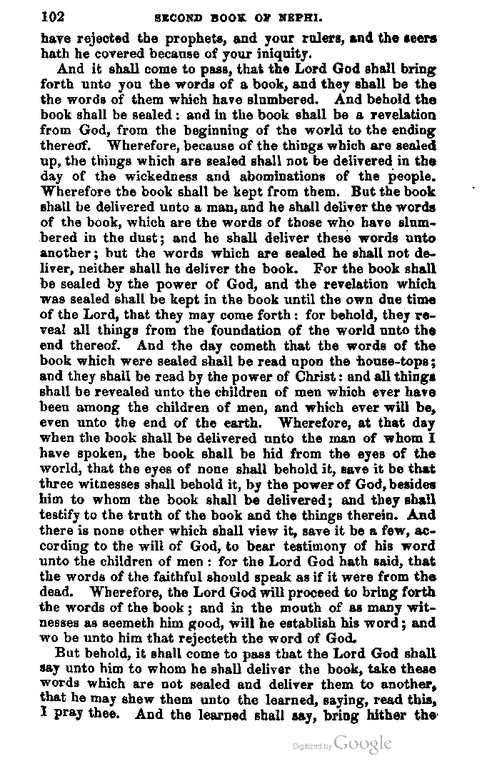 102 SECOND BOOK OF NEPHI.
have rejected the prophets, and your rulers, and the seers
hath he covered because of your iniquity.
And it shall come to pass, that the Lord God shall bring
forth unto you the words of a book, and they shall be the
the words of them which have slumbered. And behold the
book shall be sealed: and in the book shall be a revelation
from God, from the beginning of the world to the ending
thereof. Wherefore, because of the things which are sealed
up, the things which are sealed shall not be delivered in the
day of the wickedness and abominations of the people.
Wherefore the book shall be kept from them. But the book
shall be delivered unto a man, and he shall deliver the words
of the book, which are the words of those who have slum-
bered in the dust; and he shall deliver these words unto
another; but the words which are sealed he shall not de-
liver, neither shall he deliver the book. For the book shall
be sealed by the power of God, and the revelation which
was sealed shall be kept in the book until the own due time
of the Lord, that they may come forth: for behold, they re-
veal all things from the foundation of the world unto the
end thereof. And the day cometh that the words of the
book which were sealed shall be read upon the house-tops;
and they shall be read by the power of Christ: and all things
shall be revealed unto the children of men which ever have
been among the children of men, and which ever will be,
even unto the end of the earth. Wherefore, at that day
when the book shall be delivered unto the man of whom I
have spoken, the book shall be hid from the eyes of the
world, that the eyes of none shall behold it, save it be that
three witnesses shall behold it, by the power of God, besides
him to whom the book shall be delivered; and they shall
testify to the truth of the book and the things therein. And
there is none other which shall view it, save it be a few, ac-
cording to the will of God, to bear testimony of his word
unto the children of men: for the Lord God hath said, that
the words of the faithful should speak as if it were from the
dead. Wherefore, the Lord God will proceed to bring forth
the words of the book; and in the mouth of as many wit-
nesses as seemeth him good, will he establish his word; and
wo be unto him that rejecteth the word of God.
But behold, it shall come to pass that the Lord God shall
say unto him to whom he shall deliver the book, take these
words which are not sealed and deliver them to another,
that he may shew them unto the learned, saying, read this,
I pray thee. And the learned shall say, bring hither the
Digitized by Google